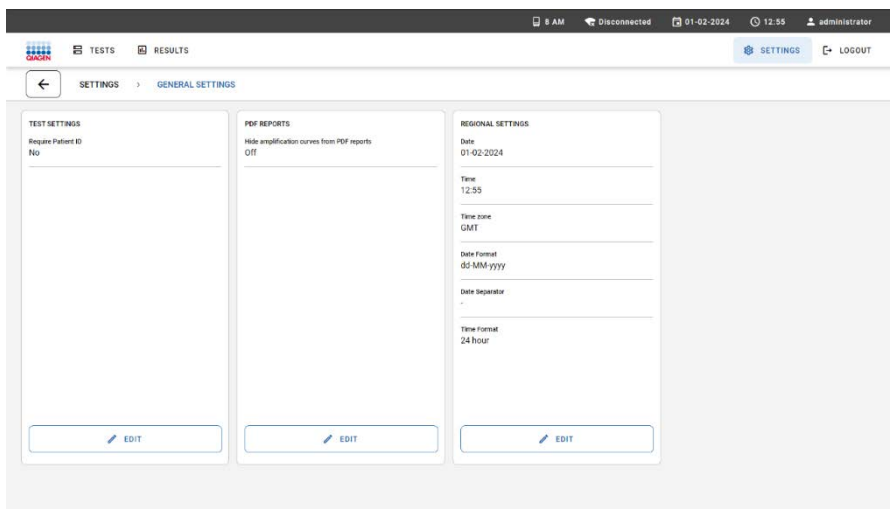 8 AM Disconnected 01-02-2024 12:55 administrator
QIAGEN TESTS RESULTS SETTINGS LOGOUT
SETTINGS > GENERAL SETTINGS
TEST SETTINGS
Require Patient ID
No
EDIT
PDF REPORTS
Hide amplification curves from PDF reports
Off
EDIT
REGIONAL SETTINGS
Date
01-02-2024
Time
12:55
Time zone
GMT
Date Format
dd-MM-yyyy
Date Separator
-
Time Format
24 hour
EDIT